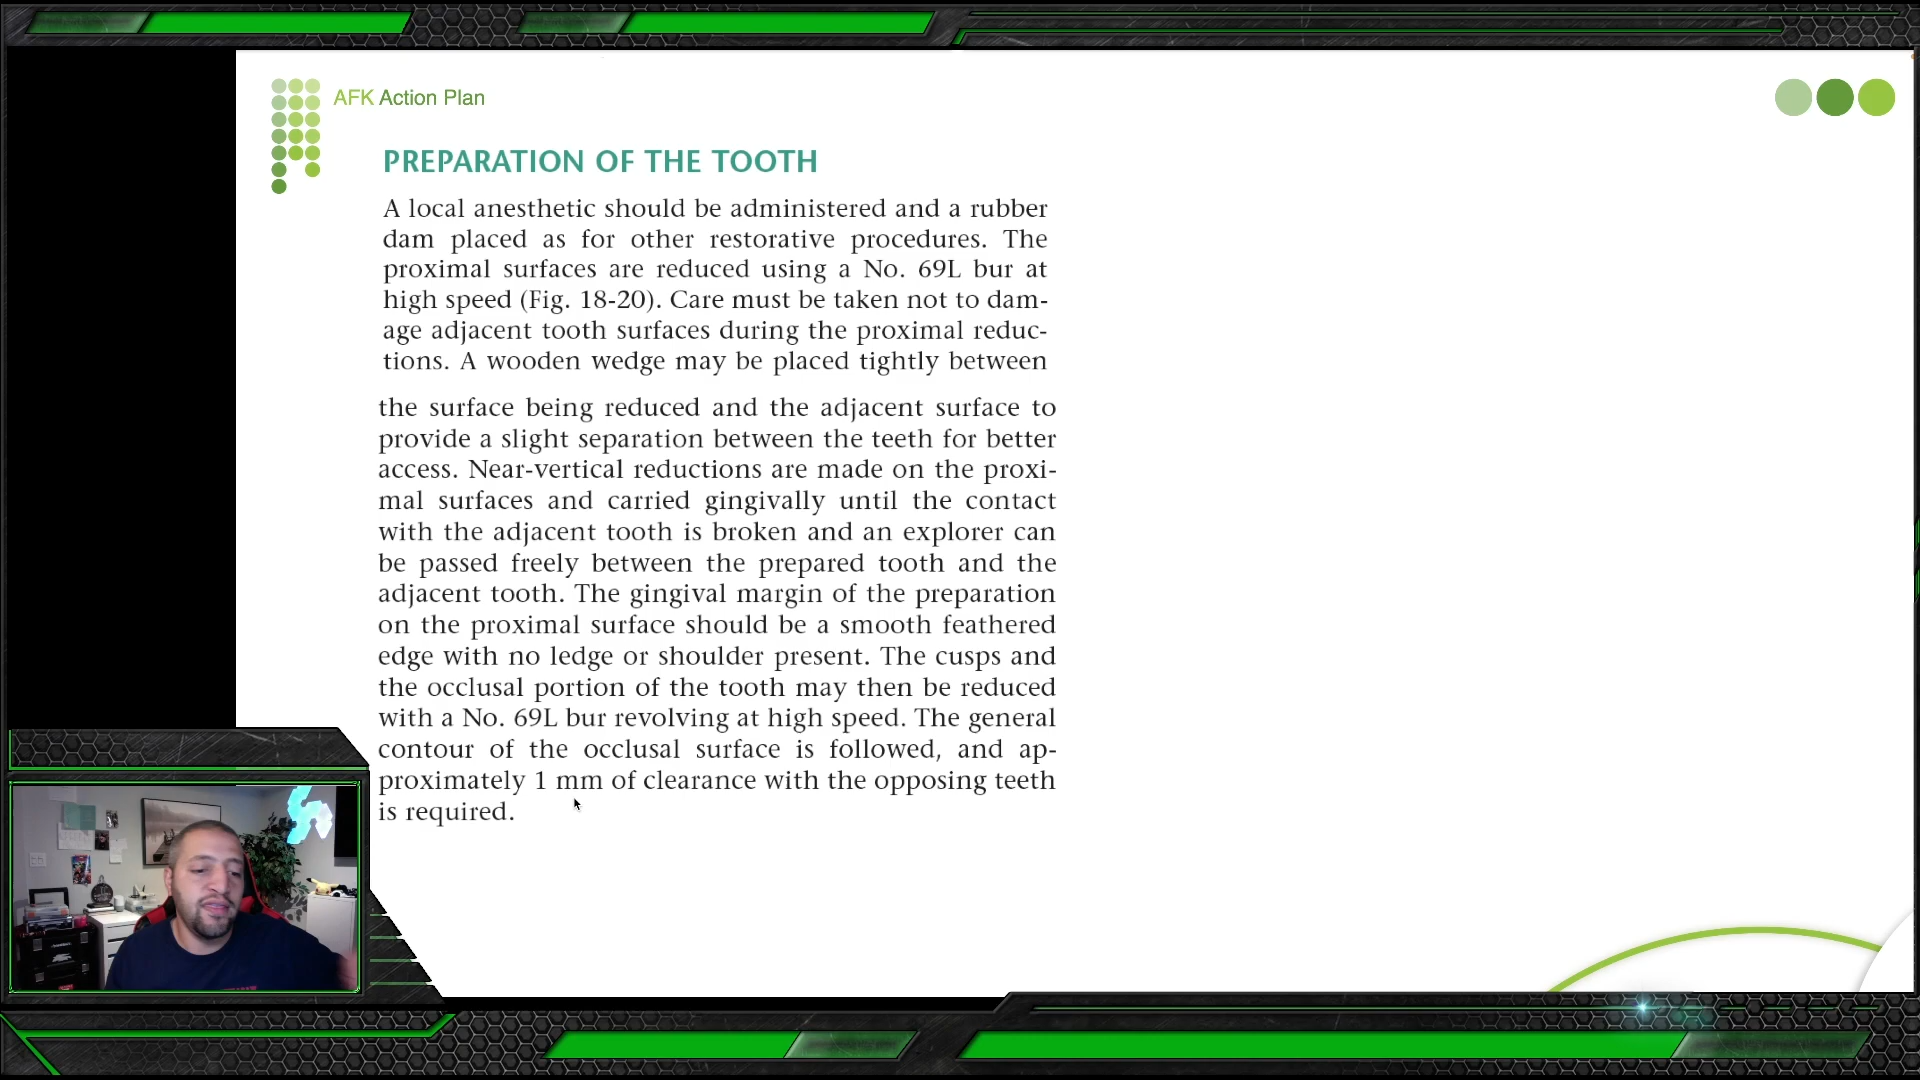 AFK Action Plan
PREPARATION OF THE TOOTH
A local anesthetic should be administered and a rubber
dam placed as for other restorative procedures. The
proximal surfaces are reduced using a No. 69L bur at
high speed (Fig. 18-20). Care must be taken not to dam-
age adjacent tooth surfaces during the proximal reduc-
tions. A wooden wedge may be placed tightly between
the surface being reduced and the adjacent surface to
provide a slight separation between the teeth for better
access. Near-vertical reductions are made on the proxi-
mal surfaces and carried gingivally until the contact
with the adjacent tooth is broken and an explorer can
be passed freely between the prepared tooth and the
adjacent tooth. The gingival margin of the preparation
on the proximal surface should be a smooth feathered
edge with no ledge or shoulder present. The cusps and
the occlusal portion of the tooth may then be reduced
with a No. 69L bur revolving at high speed. The general
contour of the occlusal surface is followed, and ap-
proximately 1 mm of clearance with the opposing teeth
is required.